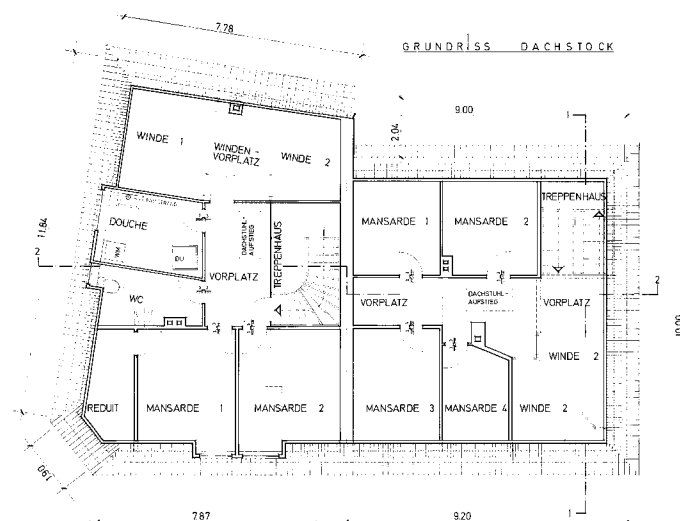 7.78
GRUNDRISS DACHSTOCK
9.00
1
2.04
WINDE 1
WINDEN-
VORPLATZ
WINDE 2
TREPPENHAUS
MANSARDE 1
MANSARDE 2
DOUCHE
11.84
DACHSTUHL-
AUFSTIEG
TREPPENHAUS
2
WM
DU
VORPLATZ
2
WC
VORPLATZ
DACHSTUHL-
AUFSTIEG
VORPLATZ
10.00
WINDE 2
REDUIT
MANSARDE 1
MANSARDE 2
MANSARDE 3
MANSARDE 4
WINDE 2
1.90
7.87
9.20
1